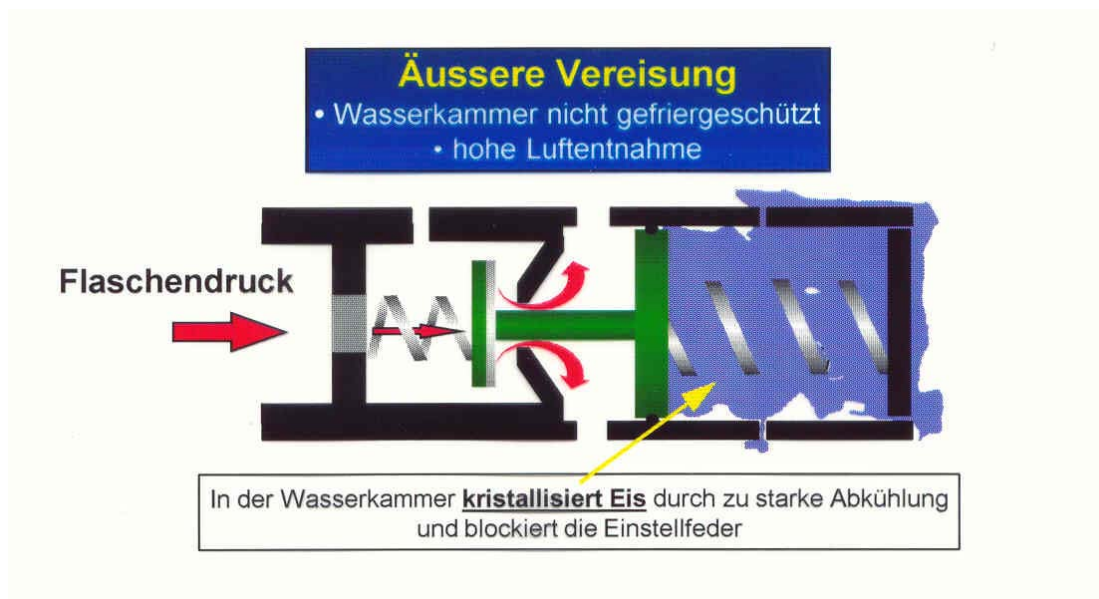 Äussere Vereisung
• Wasserkammer nicht gefriergeschützt
• hohe Luftentnahme
Flaschendruck
In der Wasserkammer kristallisiert Eis durch zu starke Abkühlung
und blockiert die Einstellfeder